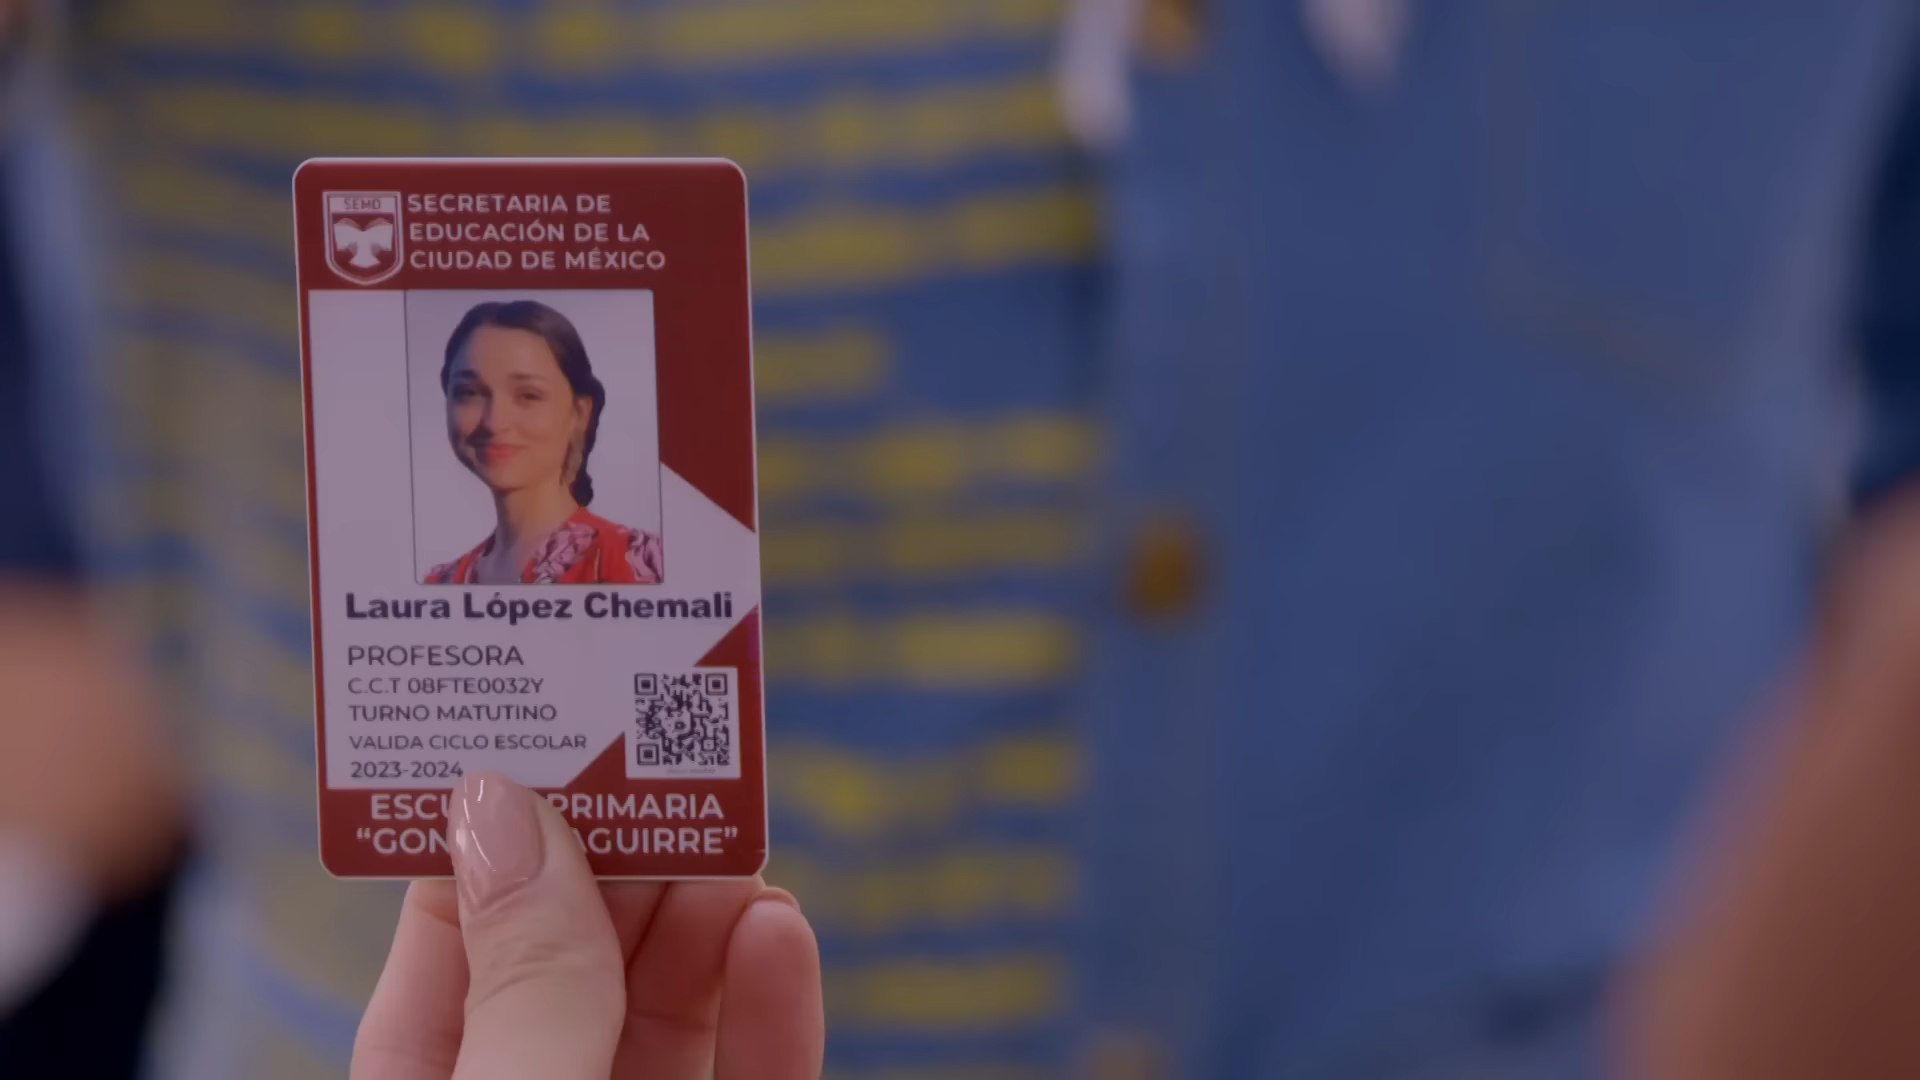 SEMO
SECRETARIA DE
EDUCACIÓN DE LA
CIUDAD DE MÉXICO
Laura López Chemali
PROFESORA
C.C.T 08FTE0032Y
TURNO MATUTINO
VALIDA CICLO ESCOLAR
2023-2024
PRIMARIA
AGUIRRE”